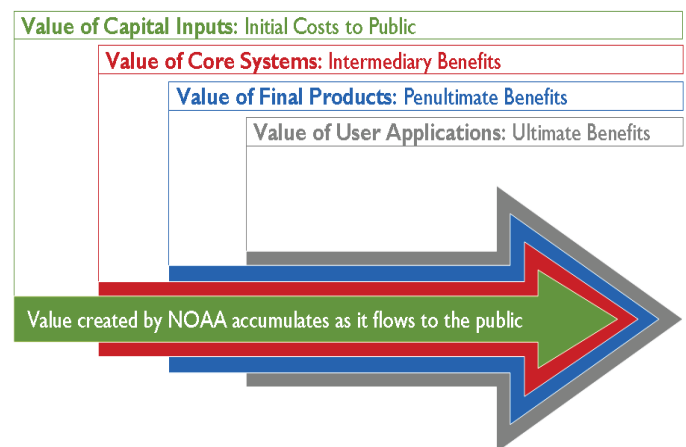 Value of Capital Inputs: Initial Costs to Public
Value of Core Systems: Intermediary Benefits
Value of Final Products: Penultimate Benefits
Value of User Applications: Ultimate Benefits
Value created by NOAA accumulates as it flows to the public